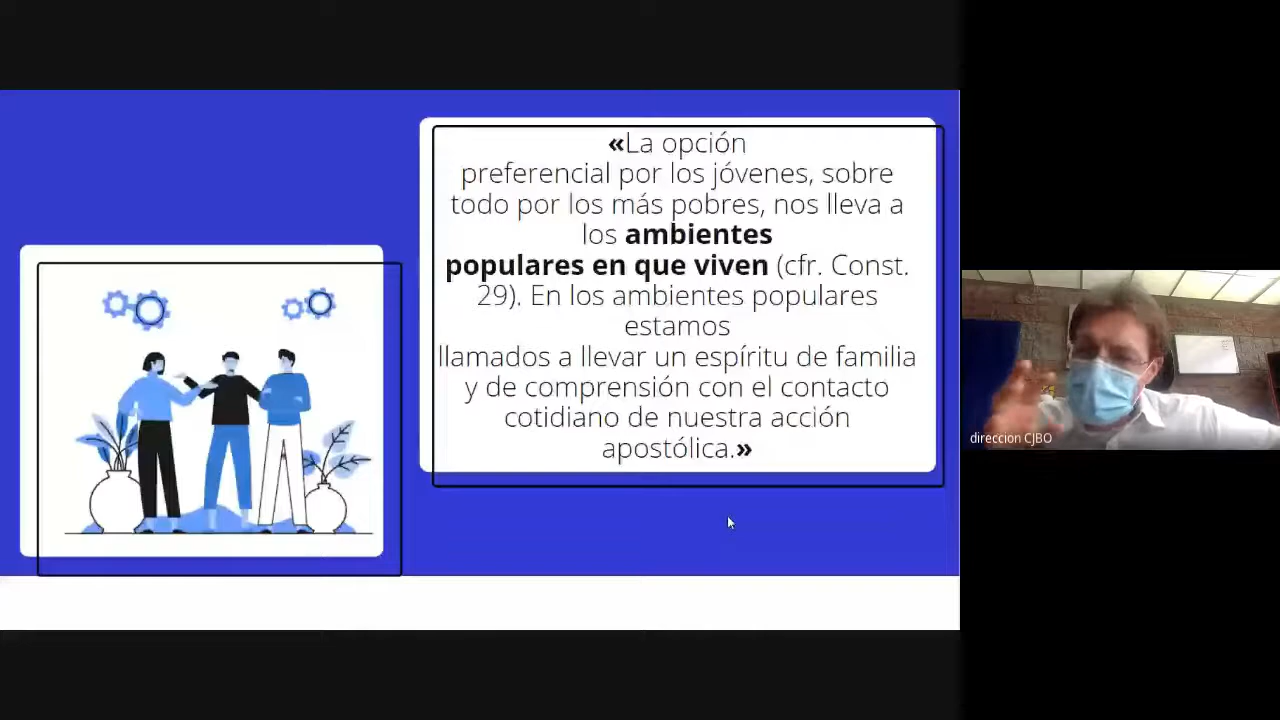 «La opción
preferencial por los jóvenes, sobre
todo por los más pobres, nos lleva a
los ambientes
populares en que viven (cfr. Const.
29). En los ambientes populares
estamos
llamados a llevar un espíritu de familia
y de comprensión con el contacto
cotidiano de nuestra acción
apostólica.»
direccion CJBO